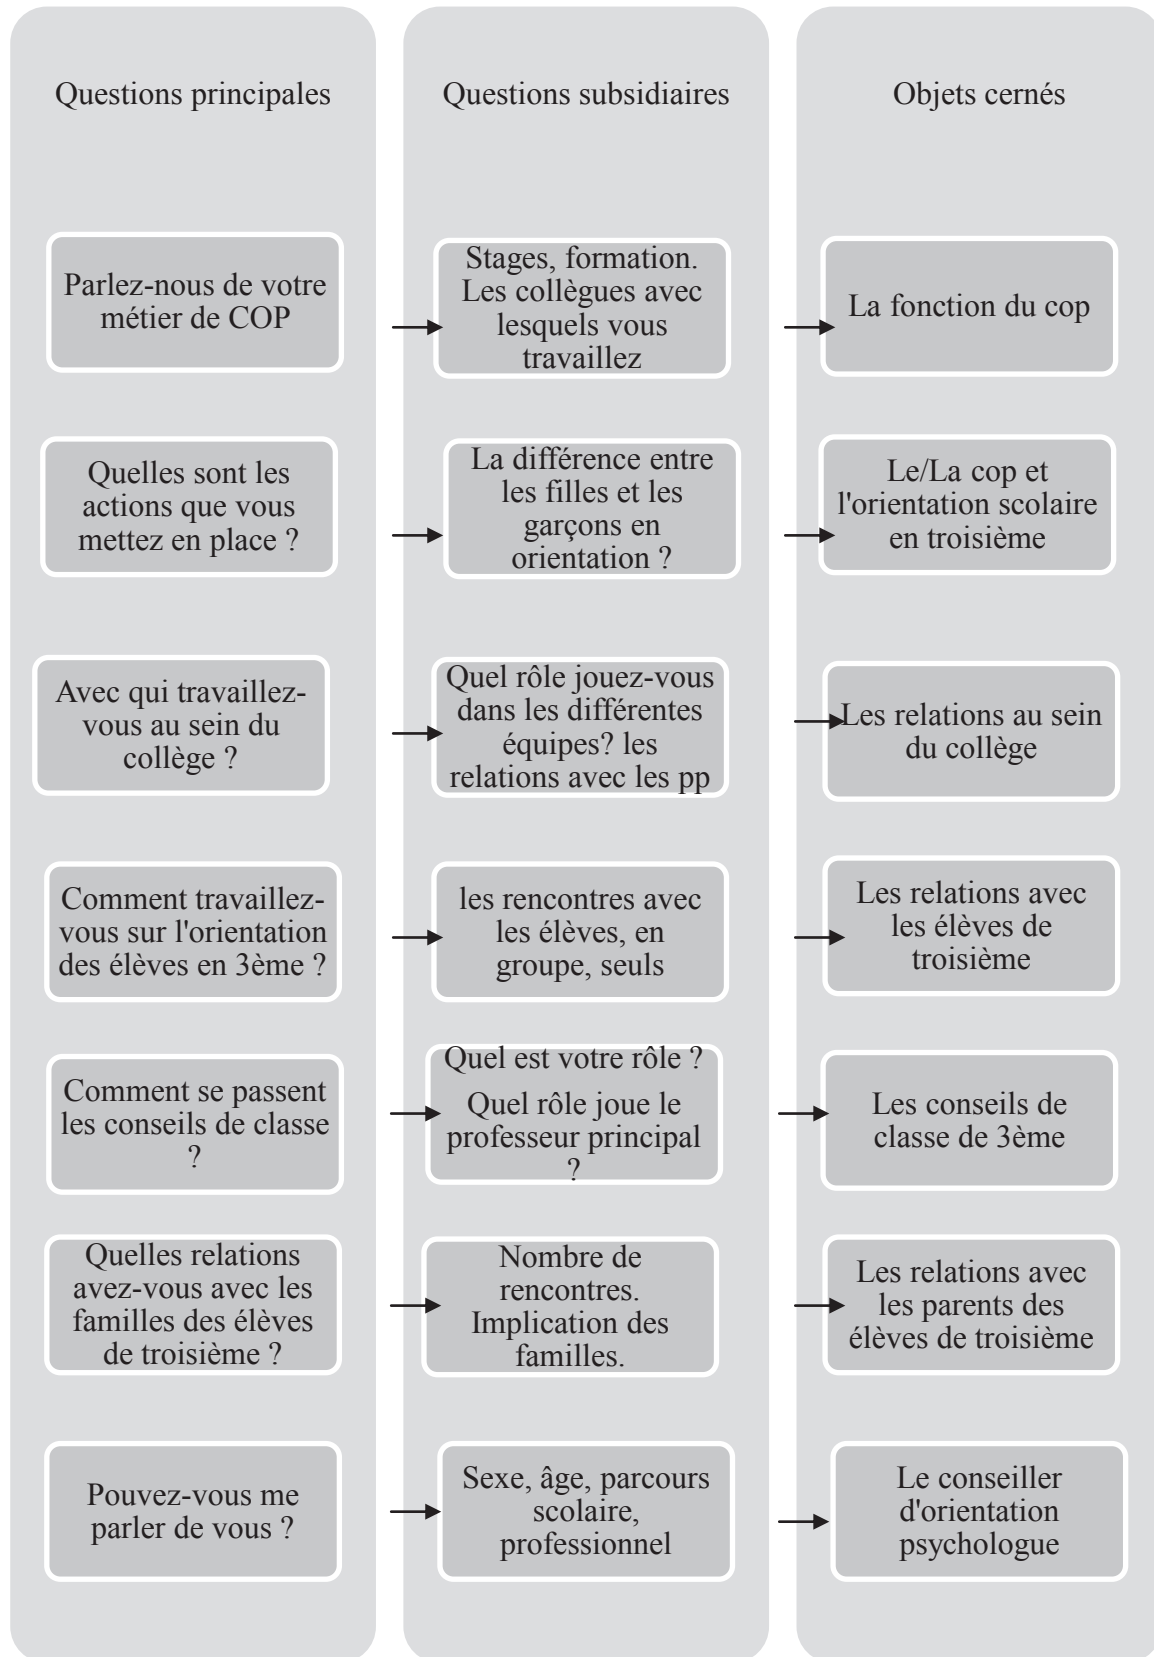 Questions principales
Questions subsidiaires
Objets cernés
Parlez-nous de votre
métier de COP
Stages, formation.
Les collègues avec
lesquels vous
travaillez
La fonction du cop
Quelles sont les
actions que vous
mettez en place ?
La différence entre
les filles et les
garçons en
orientation ?
Le/La cop et
l'orientation scolaire
en troisième
Avec qui travaillez-
vous au sein du
collège ?
Quel rôle jouez-vous
dans les différentes
équipes? les
relations avec les pp
Les relations au sein
du collège
Comment travaillez-
vous sur l'orientation
des élèves en 3ème ?
les rencontres avec
les élèves, en
groupe, seuls
Les relations avec
les élèves de
troisième
Comment se passent
les conseils de classe
?
Quel est votre rôle ?
Quel rôle joue le
professeur principal
?
Les conseils de
classe de 3ème
Quelles relations
avez-vous avec les
familles des élèves
de troisième ?
Nombre de
rencontres.
Implication des
familles.
Les relations avec
les parents des
élèves de troisième
Pouvez-vous me
parler de vous ?
Sexe, âge, parcours
scolaire,
professionnel
Le conseiller
d'orientation
psychologue